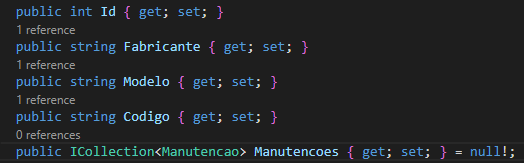 public int Id { get; set; }
1 reference
public string Fabricante { get; set; }
1 reference
public string Modelo { get; set; }
1 reference
public string Codigo { get; set; }
0 references
public ICollection<Manutencao> Manutencoes { get; set; } = null!;